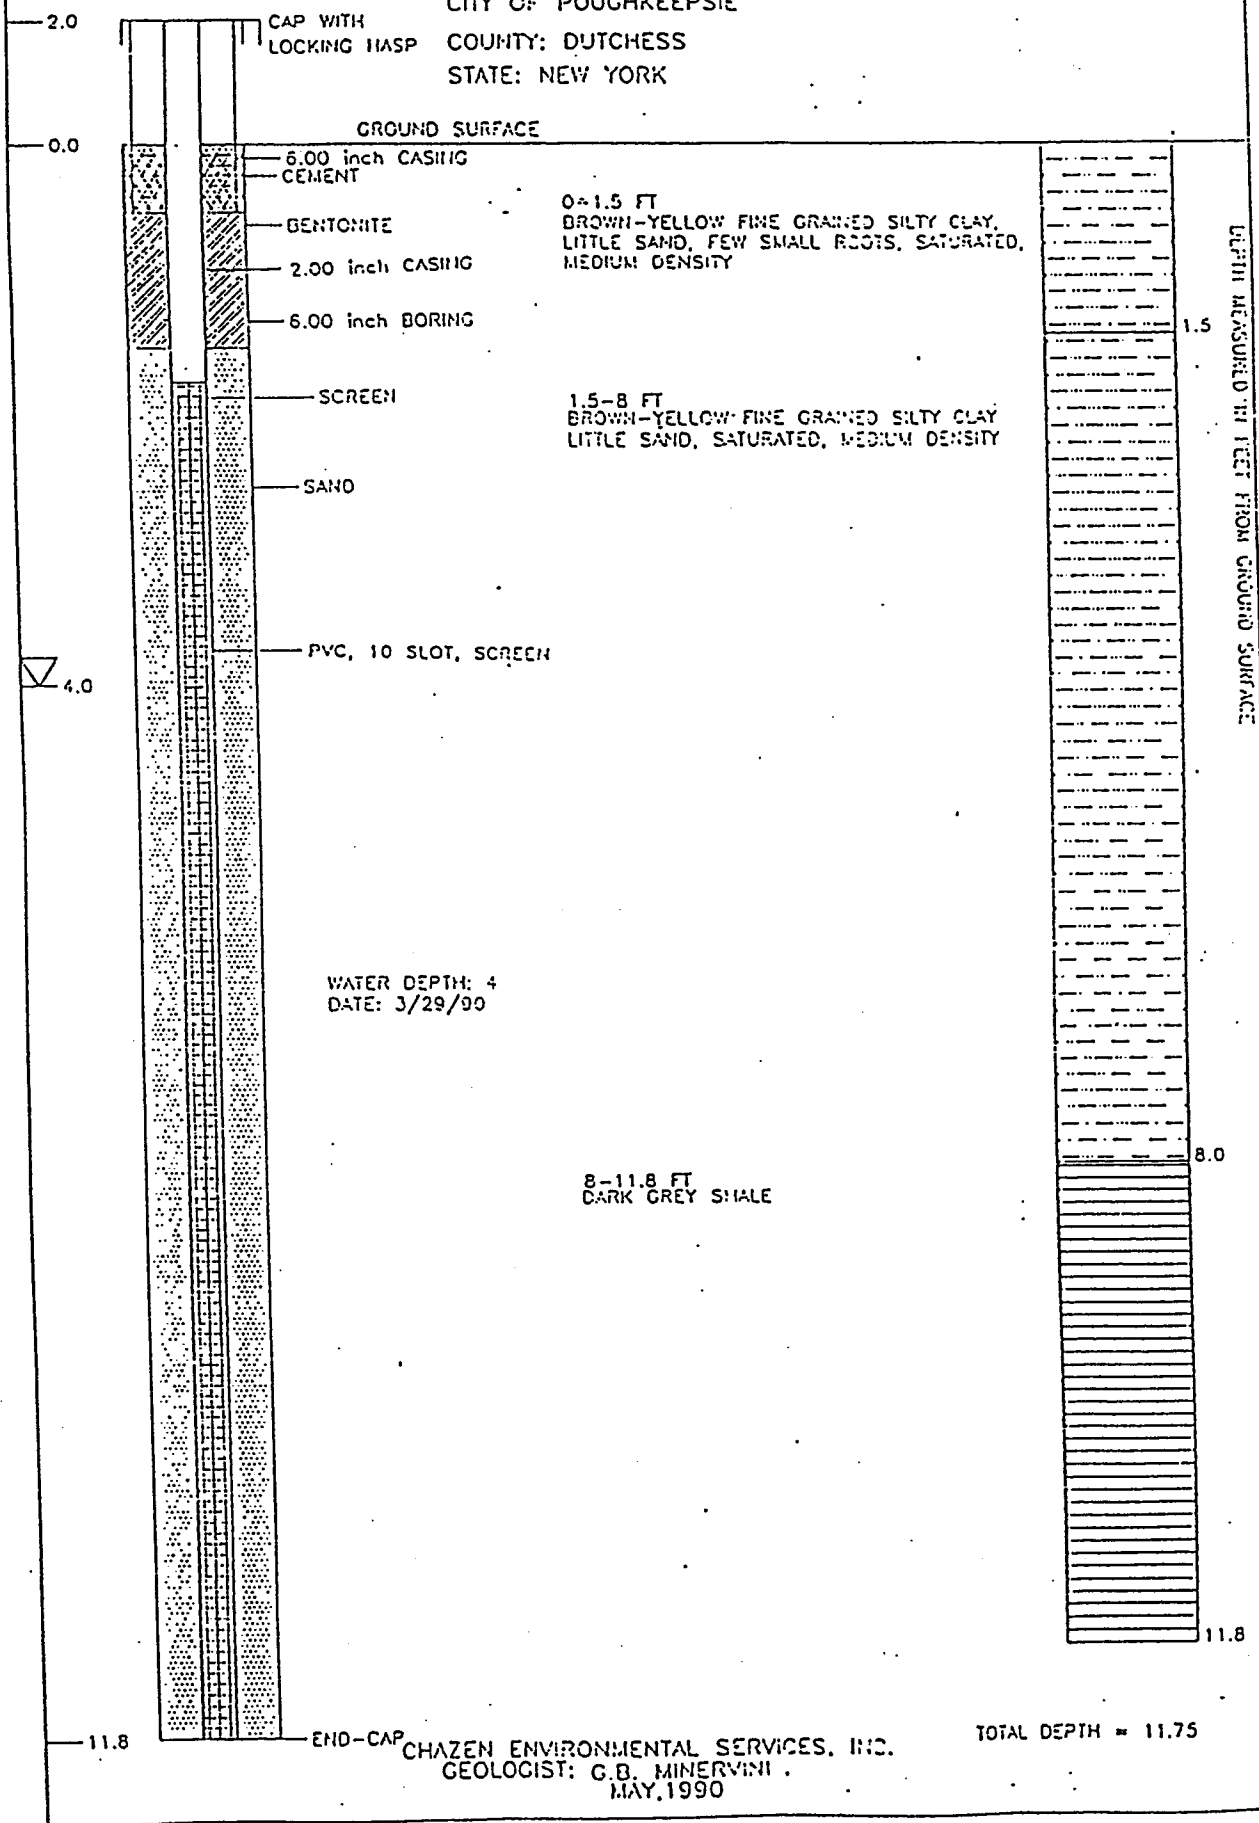 CITY OF POUGHKEEPSIE
2.0
CAP WITH
LOCKING HASP
COUNTY: DUTCHESS
STATE: NEW YORK
GROUND SURFACE
0.0
6.00 inch CASING
CEMENT
BENTONITE
2.00 inch CASING
6.00 inch BORING
SCREEN
SAND
PVC, 10 SLOT, SCREEN
4.0
0-1.5 FT
BROWN-YELLOW FINE GRAINED SILTY CLAY,
LITTLE SAND, FEW SMALL ROOTS, SATURATED,
MEDIUM DENSITY
1.5
1.5-8 FT
BROWN-YELLOW FINE GRAINED SILTY CLAY
LITTLE SAND, SATURATED, MEDIUM DENSITY
DEPTH MEASURED IN FEET FROM GROUND SURFACE
WATER DEPTH: 4
DATE: 3/29/90
8.0
8-11.8 FT
DARK GREY SHALE
11.8
11.8
END-CAP
TOTAL DEPTH = 11.75
CHAZEN ENVIRONMENTAL SERVICES, INC.
GEOLOGIST: G.B. MINERVINI .
MAY,1990